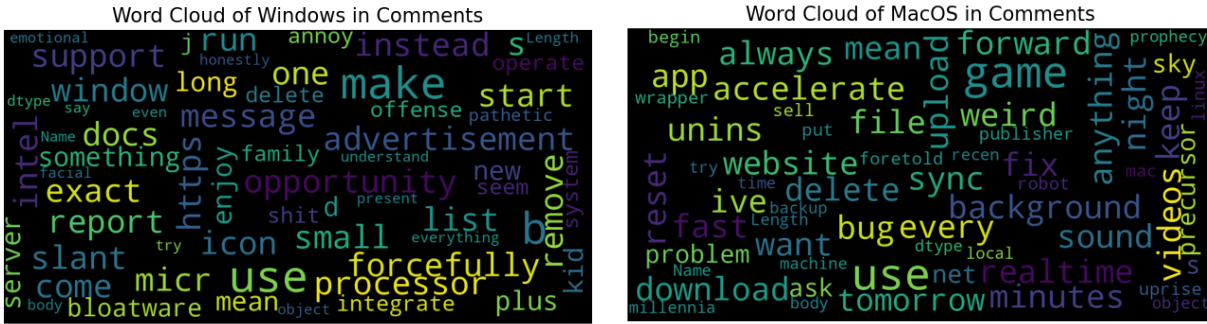 Word Cloud of Windows in Comments
emotional j run annoy instead s Length
support honestly operate
window long one make start
dtype say even delete offense pathetic
Name docs message advertisement
intel something https family understand new
facial enjoy opportunity seem remove system
exact present
report shit d list b
server try icon small everything kid
slant forcefully
come micr use processor
body bloatware mean object integrate plus
Word Cloud of MacOS in Comments
begin always mean forward prophecy
app game anything sky
wrapper accelerate upload night linux
sell weird keep
unins put file publisher
reset try website foretold recen fix precursor
time delete sync robot mac
ive backup background videos
fast Length bug every sound
problem want dtype local s
Name machine use net realtime
download ask tomorrow minutes uprise
millennia body object